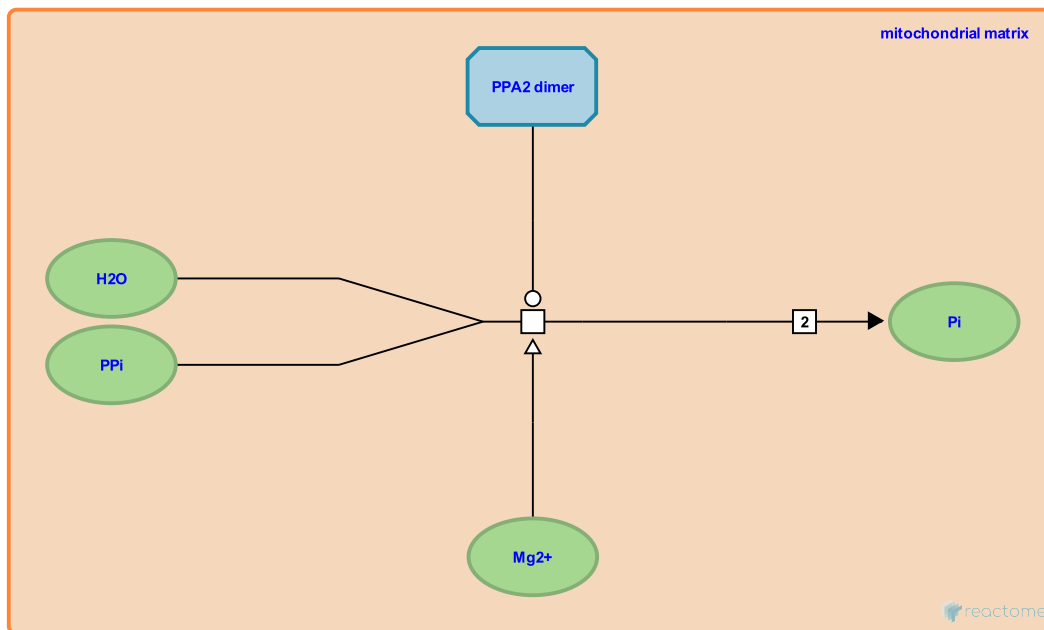 mitochondrial matrix
PPA2 dimer
H2O
PPi
2
Pi
Mg2+
reactome